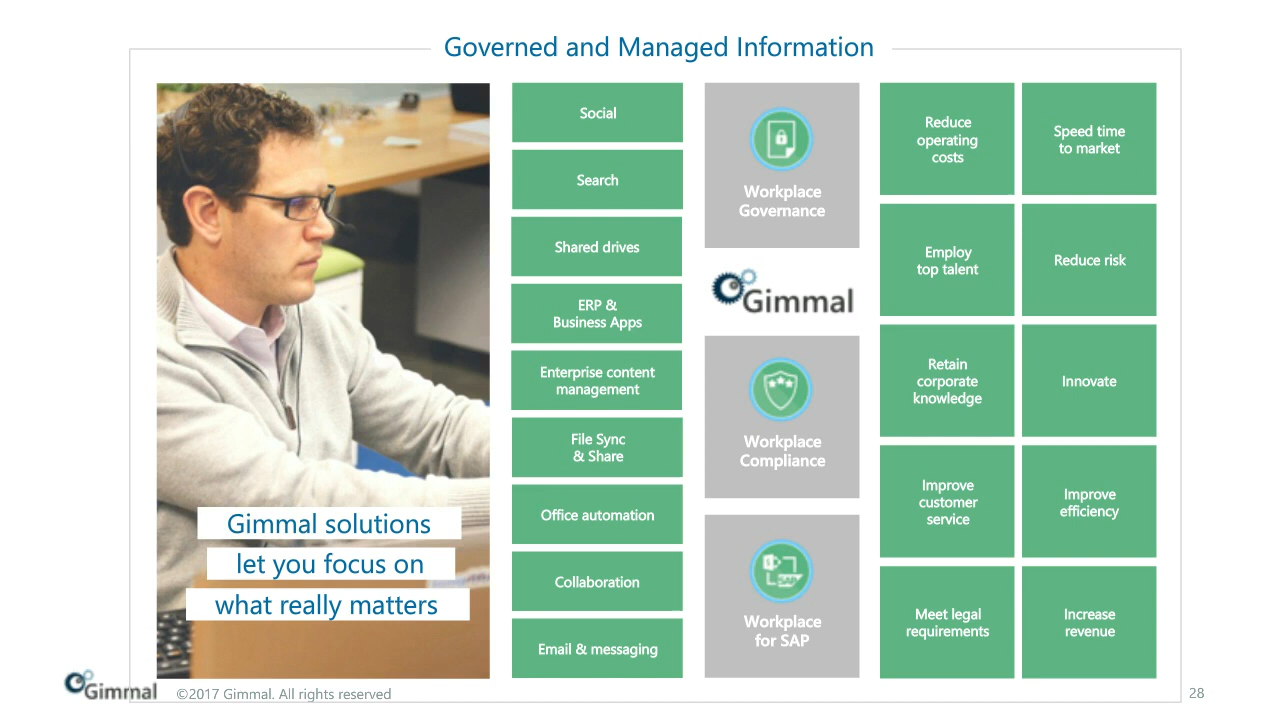 Governed and Managed Information
Gimmal solutions
let you focus on
what really matters
Social
Search
Shared drives
ERP &
Business Apps
Enterprise content
management
File Sync
& Share
Office automation
Collaboration
Email & messaging
Workplace
Governance
Gimmal
Workplace
Compliance
SAP
Workplace
for SAP
Reduce
operating
costs
Speed time
to market
Employ
top talent
Reduce risk
Retain
corporate
knowledge
Innovate
Improve
customer
service
Improve
efficiency
Meet legal
requirements
Increase
revenue
Gimmal
©2017 Gimmal. All rights reserved
28